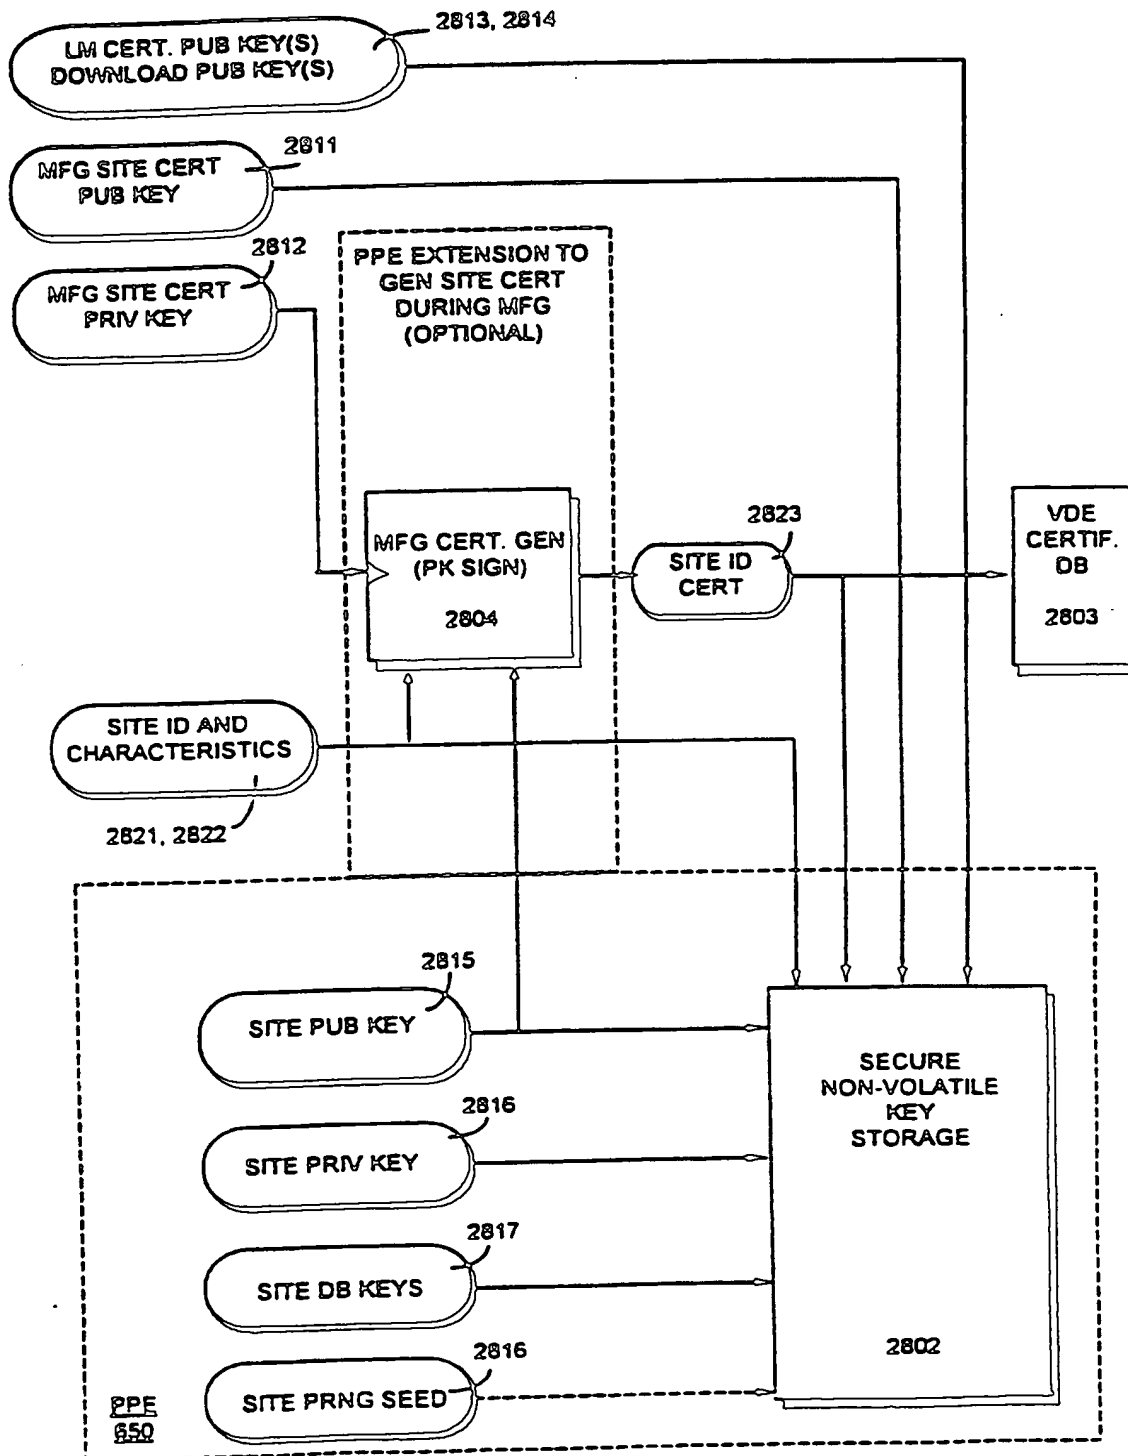 2813, 2814
LM CERT. PUB KEY(S)
DOWNLOAD PUB KEY(S)
2811
MFG SITE CERT
PUB KEY
2812
MFG SITE CERT
PRIV KEY
PPE EXTENSION TO
GEN SITE CERT
DURING MFG
(OPTIONAL)
MFG CERT. GEN
(PK SIGN)
2804
2823
SITE ID
CERT
VDE
CERTIF.
DB
2803
SITE ID AND
CHARACTERISTICS
2821, 2822
2815
SITE PUB KEY
2816
SITE PRIV KEY
2817
SITE DB KEYS
2816
SITE PRNG SEED
SECURE
NON-VOLATILE
KEY
STORAGE
2802
PPE
650